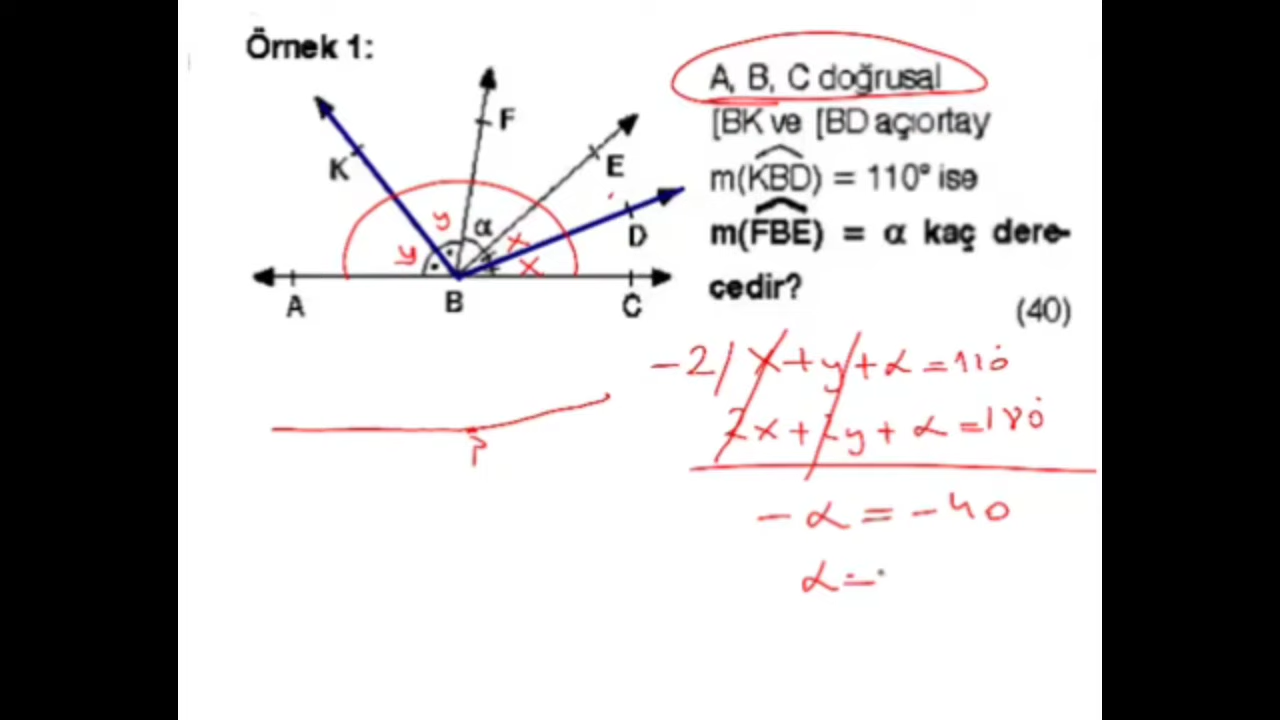 Örnek 1:
A, B, C doğrusal
[BK ve [BD açıortay
m(KBD) = 110° ise
m(FBE) = α kaç dere-
cedir?
(40)
K
F
E
D
y
y
α
x
x
A
B
C
-2/ x+y+α=110°
2x+2y+α=180°
-α=-40
α=